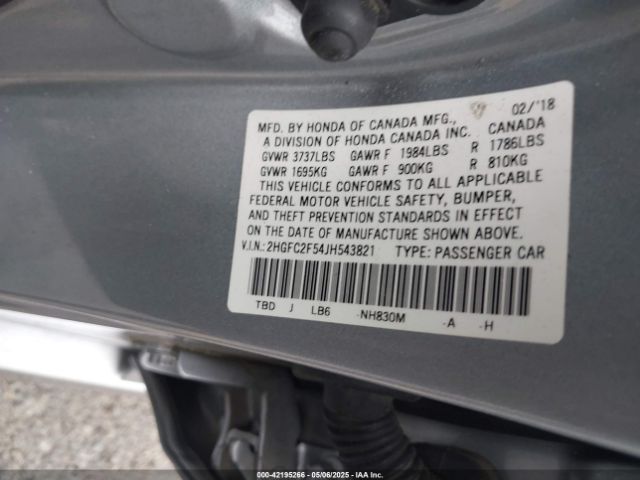 MFD. BY HONDA OF CANADA MFG., 02/'18
A DIVISION OF HONDA CANADA INC. CANADA
GVWR 3737LBS GAWR F 1984LBS R 1786LBS
GVWR 1695KG GAWR F 900KG R 810KG
THIS VEHICLE CONFORMS TO ALL APPLICABLE
FEDERAL MOTOR VEHICLE SAFETY, BUMPER,
AND THEFT PREVENTION STANDARDS IN EFFECT
ON THE DATE OF MANUFACTURE SHOWN ABOVE.
V.I.N.: 2HGFC2F54JH543821 TYPE: PASSENGER CAR
TBD J LB6 -NH830M -A -H
000-42195266 - 05/06/2025 - IAA Inc.